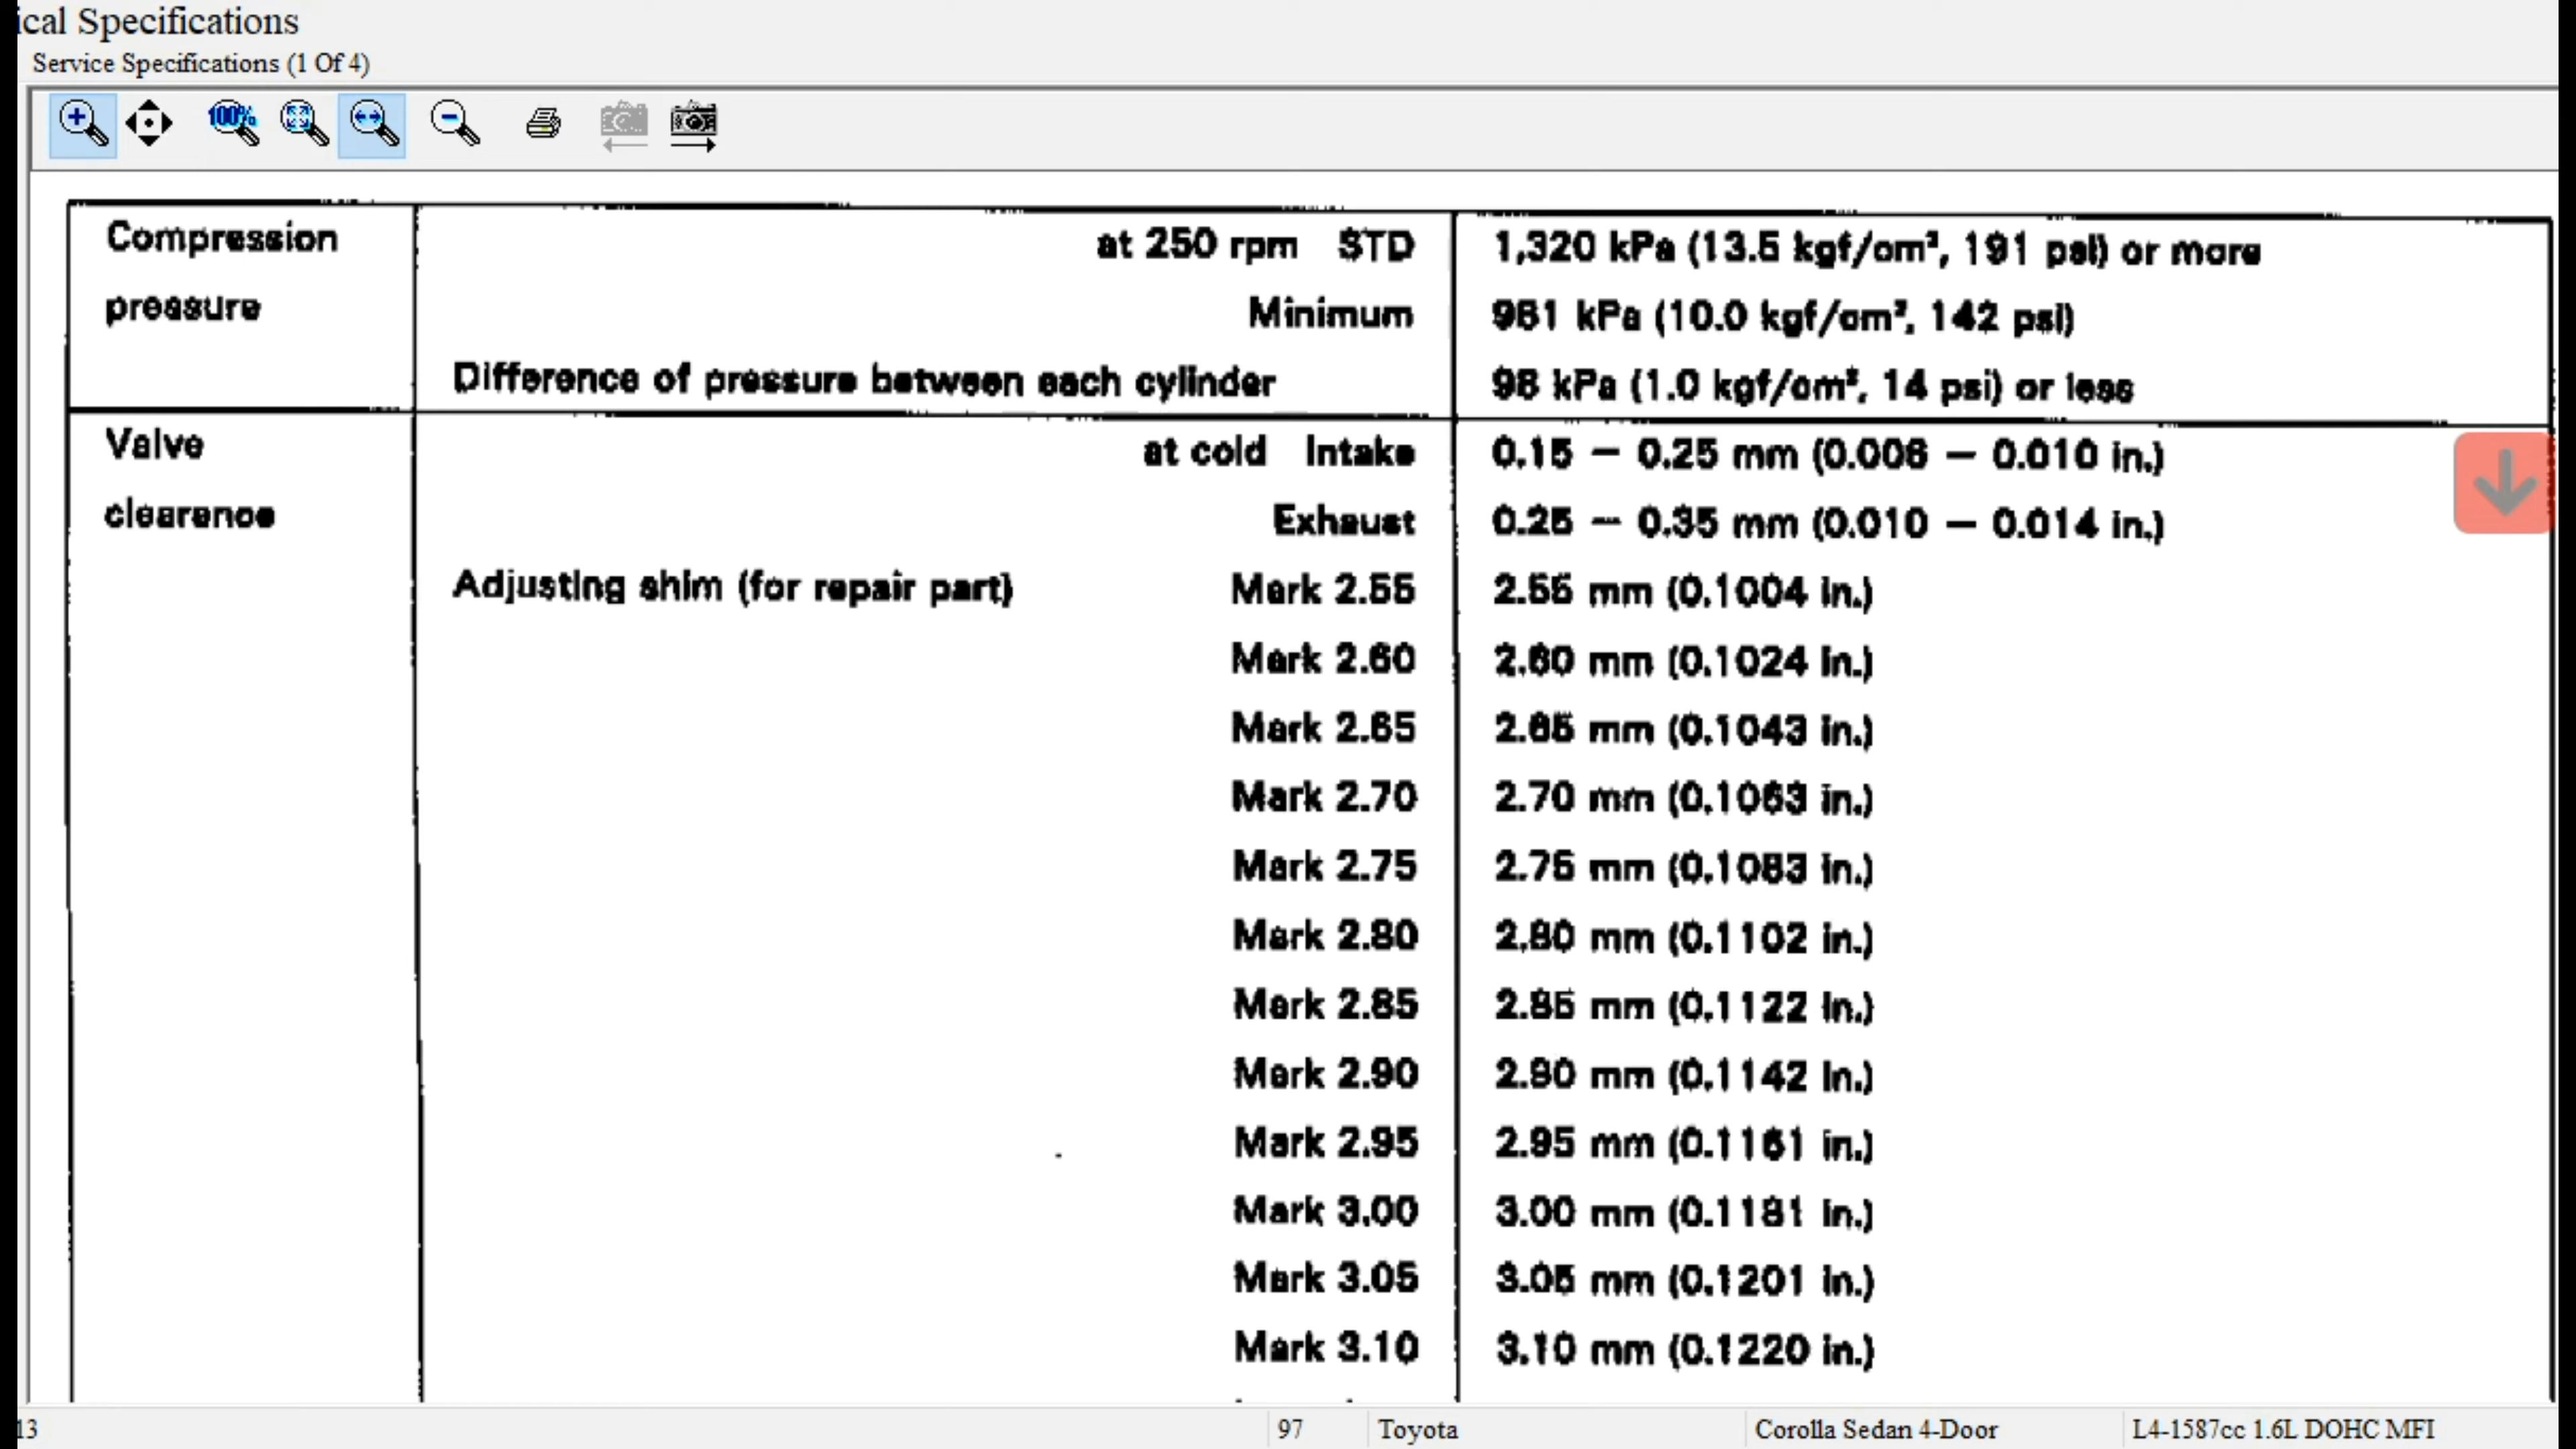 ical Specifications
Service Specifications (1 Of 4)
100%
Compression pressure at 250 rpm STD 1,320 kPa (13.5 kgf/cm², 191 psi) or more
Minimum 981 kPa (10.0 kgf/cm², 142 psi)
Difference of pressure between each cylinder 98 kPa (1.0 kgf/cm², 14 psi) or less
Valve clearance at cold Intake 0.15 – 0.25 mm (0.006 – 0.010 in.)
Exhaust 0.25 – 0.35 mm (0.010 – 0.014 in.)
Adjusting shim (for repair part) Mark 2.55 2.55 mm (0.1004 in.)
Mark 2.60 2.60 mm (0.1024 in.)
Mark 2.65 2.65 mm (0.1043 in.)
Mark 2.70 2.70 mm (0.1063 in.)
Mark 2.75 2.75 mm (0.1083 in.)
Mark 2.80 2.80 mm (0.1102 in.)
Mark 2.85 2.85 mm (0.1122 in.)
Mark 2.90 2.90 mm (0.1142 in.)
Mark 2.95 2.95 mm (0.1161 in.)
Mark 3.00 3.00 mm (0.1181 in.)
Mark 3.05 3.05 mm (0.1201 in.)
Mark 3.10 3.10 mm (0.1220 in.)
13 97 Toyota Corolla Sedan 4-Door L4-1587cc 1.6L DOHC MFI